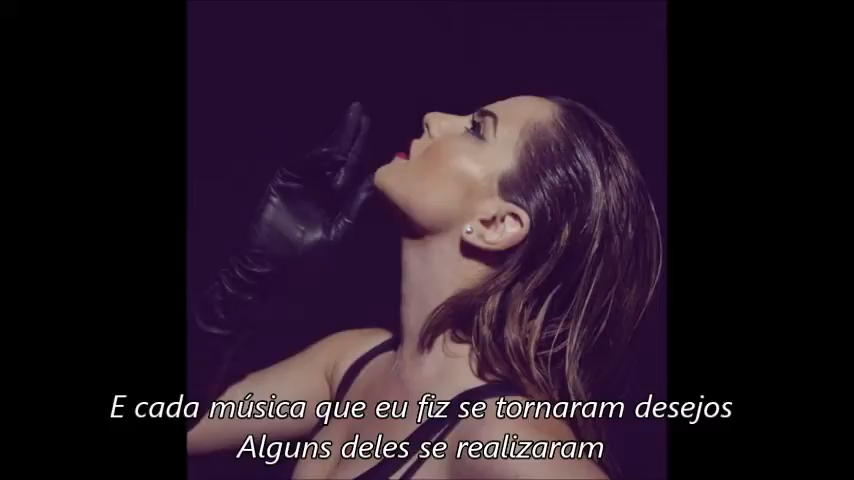 E cada música que eu fiz se tornaram desejos
Alguns deles se realizaram